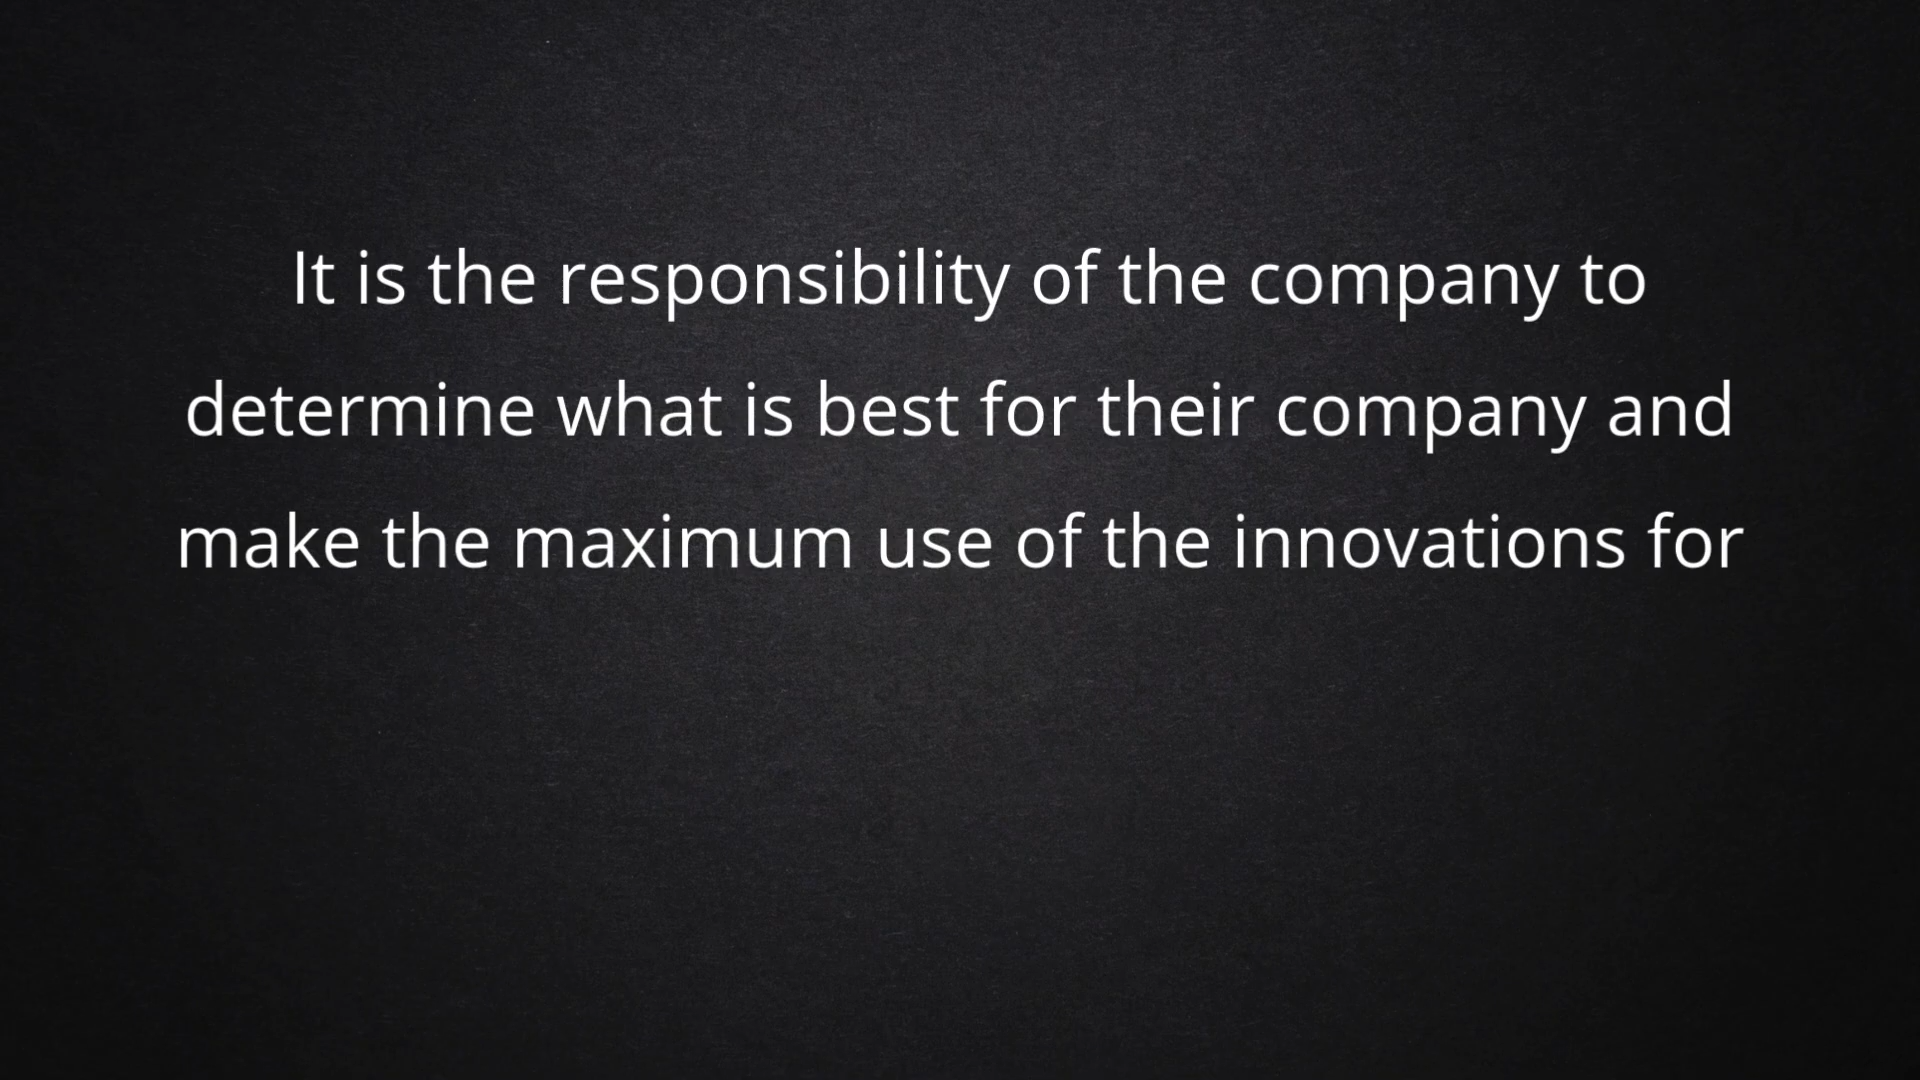 It is the responsibility of the company to
determine what is best for their company and
make the maximum use of the innovations for